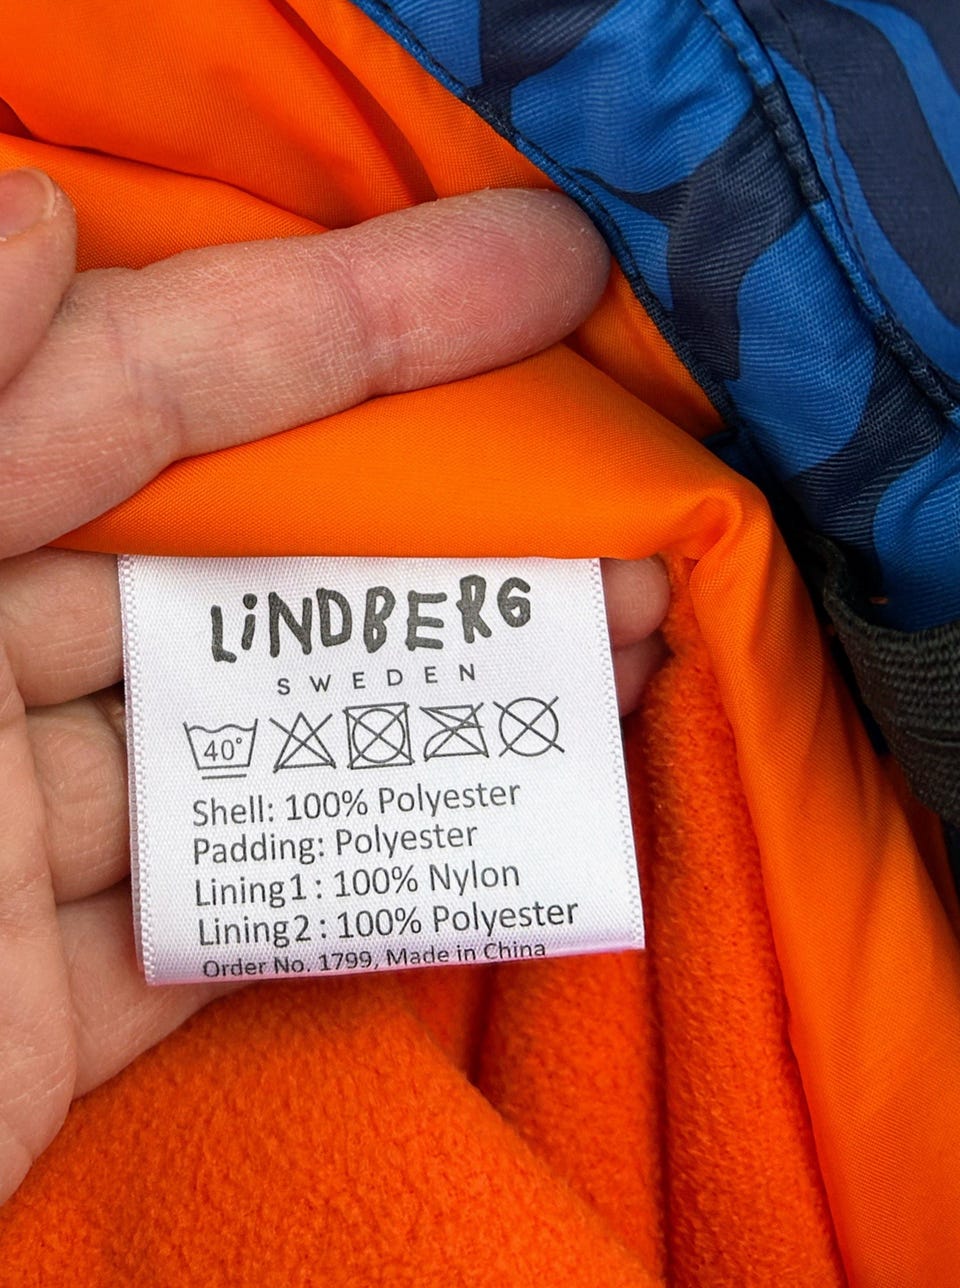 LiNDBERG
SWEDEN
40°
Shell: 100% Polyester
Padding: Polyester
Lining1: 100% Nylon
Lining2: 100% Polyester
Order No. 1799, Made in China